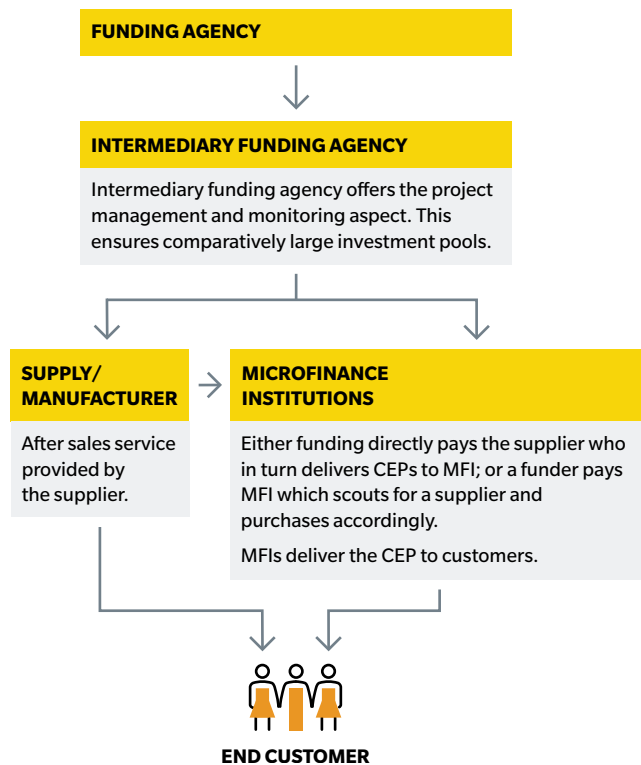 FUNDING AGENCY
INTERMEDIARY FUNDING AGENCY
Intermediary funding agency offers the project
management and monitoring aspect. This
ensures comparatively large investment pools.
SUPPLY/
MANUFACTURER
After sales service
provided by
the supplier.
MICROFINANCE
INSTITUTIONS
Either funding directly pays the supplier who
in turn delivers CEPs to MFI; or a funder pays
MFI which scouts for a supplier and
purchases accordingly.
MFIs deliver the CEP to customers.
END CUSTOMER